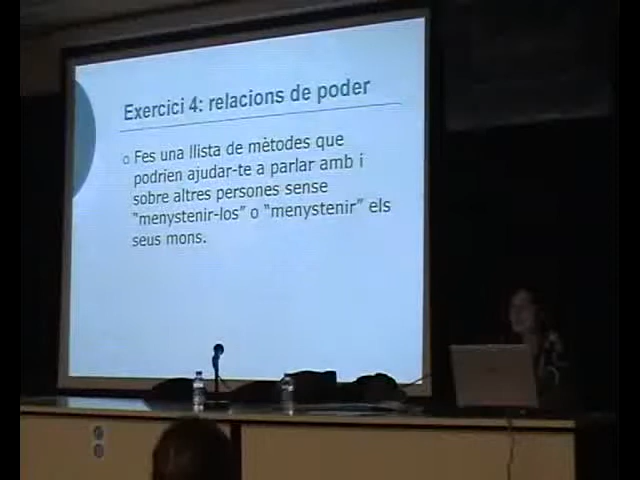 Exercici 4: relacions de poder
Fes una llista de mètodes que
podrien ajudar-te a parlar amb i
sobre altres persones sense
"menystenir-los" o "menystenir" els
seus mons.